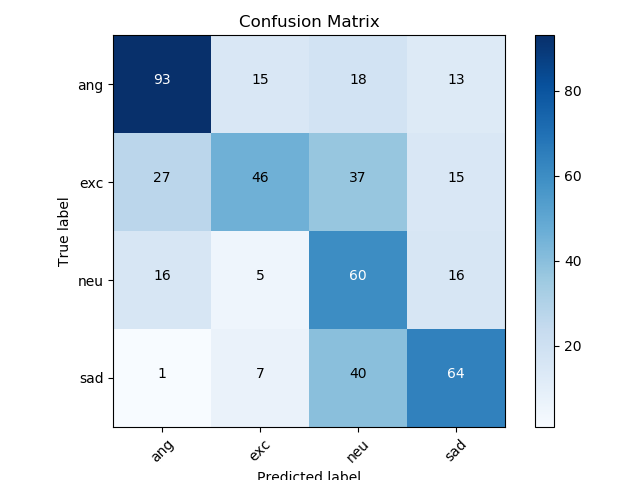 Confusion Matrix
ang 93 15 18 13
exc 27 46 37 15
neu 16 5 60 16
sad 1 7 40 64
ang exc neu sad
True label
Predicted label
80
60
40
20